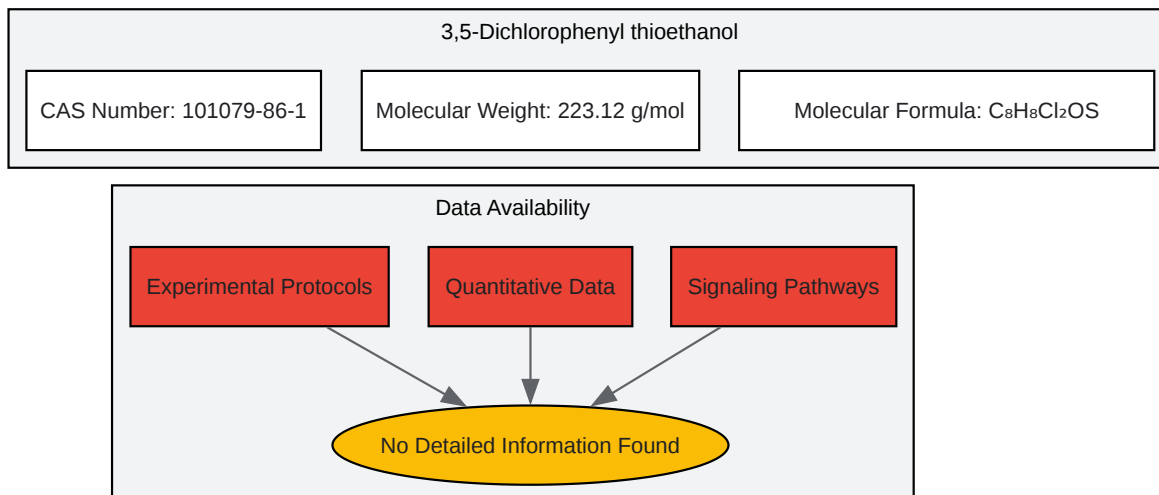 3,5-Dichlorophenyl thioethanol
CAS Number: 101079-86-1
Molecular Weight: 223.12 g/mol
Molecular Formula: C₈H₈Cl₂OS
Data Availability
Experimental Protocols
Quantitative Data
Signaling Pathways
No Detailed Information Found